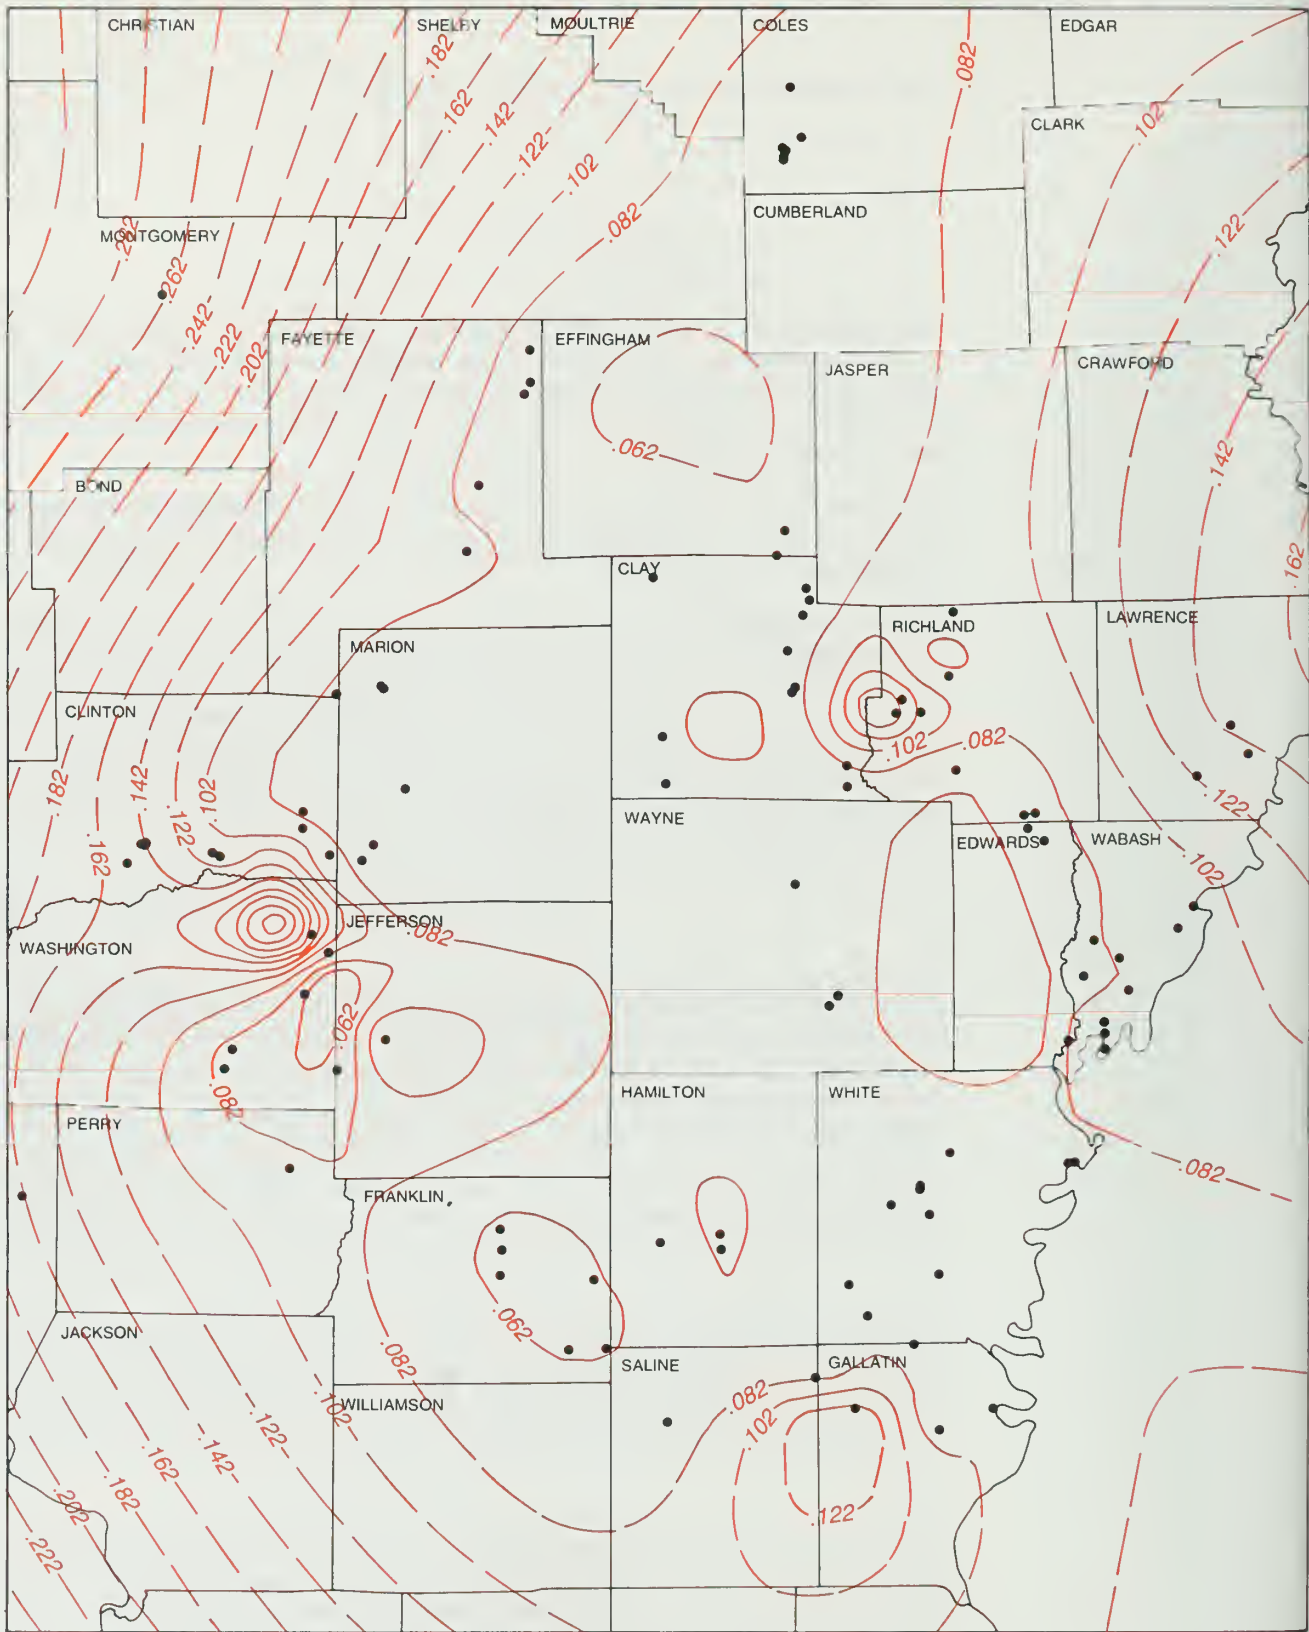 CHRISTIAN
SHELBY
MOULTRIE
COLES
EDGAR
.182
.162
.142
.122
.102
.082
.082
.102
CLARK
CUMBERLAND
MONTGOMERY
.282
.262
.242
.222
.202
.122
FAYETTE
EFFINGHAM
JASPER
CRAWFORD
.062
.142
BOND
.162
CLAY
RICHLAND
LAWRENCE
MARION
CLINTON
.102
.082
.182
.142
.102
.122
.162
.122
WAYNE
EDWARDS
WABASH
.102
WASHINGTON
JEFFERSON
.082
.062
.082
PERRY
HAMILTON
WHITE
.082
FRANKLIN
.062
JACKSON
.082
SALINE
GALLATIN
.082
.102
WILLIAMSON
.102
.122
.142
.162
.182
.202
.222
.122